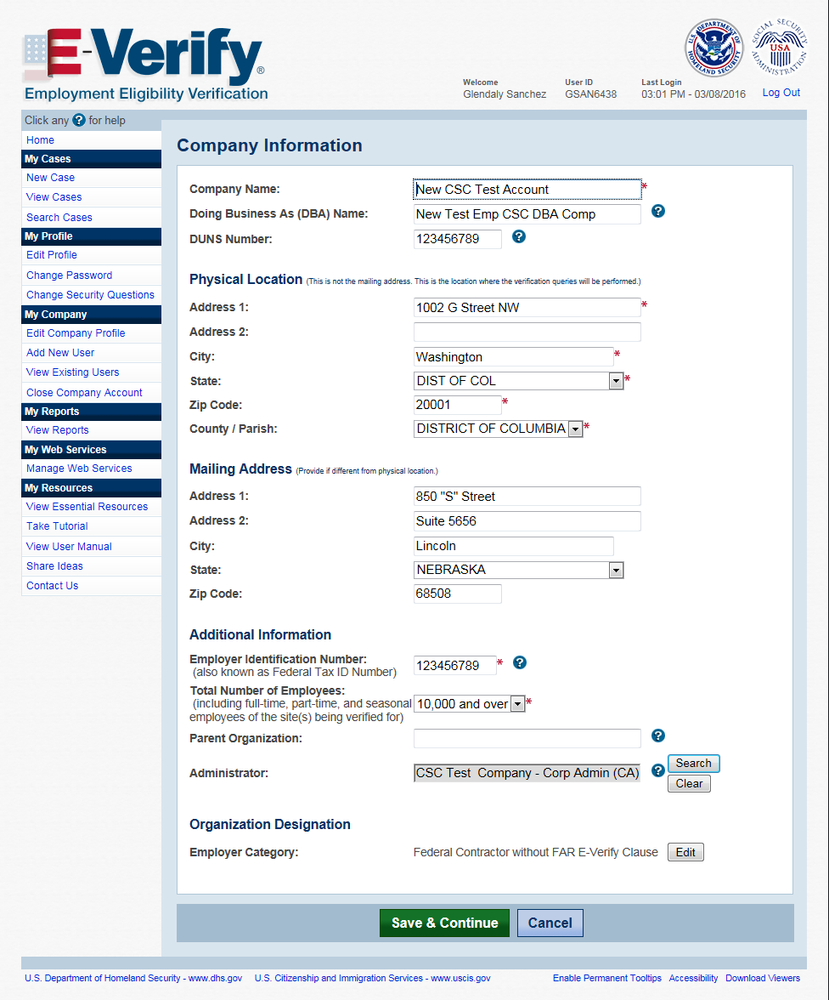 E-Verify®
Employment Eligibility Verification
U.S. DEPARTMENT OF HOMELAND SECURITY
SOCIAL SECURITY ADMINISTRATION
USA
Welcome User ID Last Login
Glendaly Sanchez GSAN6438 03:01 PM - 03/08/2016 Log Out
Click any ? for help
Home
My Cases
New Case
View Cases
Search Cases
My Profile
Edit Profile
Change Password
Change Security Questions
My Company
Edit Company Profile
Add New User
View Existing Users
Close Company Account
My Reports
View Reports
My Web Services
Manage Web Services
My Resources
View Essential Resources
Take Tutorial
View User Manual
Share Ideas
Contact Us
Company Information
Company Name: New CSC Test Account *
Doing Business As (DBA) Name: New Test Emp CSC DBA Comp ?
DUNS Number: 123456789 ?
Physical Location (This is not the mailing address. This is the location where the verification queries will be performed.)
Address 1: 1002 G Street NW *
Address 2:
City: Washington *
State: DIST OF COL *
Zip Code: 20001 *
County / Parish: DISTRICT OF COLUMBIA *
Mailing Address (Provide if different from physical location.)
Address 1: 850 "S" Street
Address 2: Suite 5656
City: Lincoln
State: NEBRASKA
Zip Code: 68508
Additional Information
Employer Identification Number: 123456789 * ?
(also known as Federal Tax ID Number)
Total Number of Employees: 10,000 and over *
(including full-time, part-time, and seasonal
employees of the site(s) being verified for)
Parent Organization: ?
Administrator: CSC Test  Company - Corp Admin (CA) ? Search
Clear
Organization Designation
Employer Category: Federal Contractor without FAR E-Verify Clause Edit
Save & Continue Cancel
U.S. Department of Homeland Security - www.dhs.gov U.S. Citizenship and Immigration Services - www.uscis.gov Enable Permanent Tooltips Accessibility Download Viewers